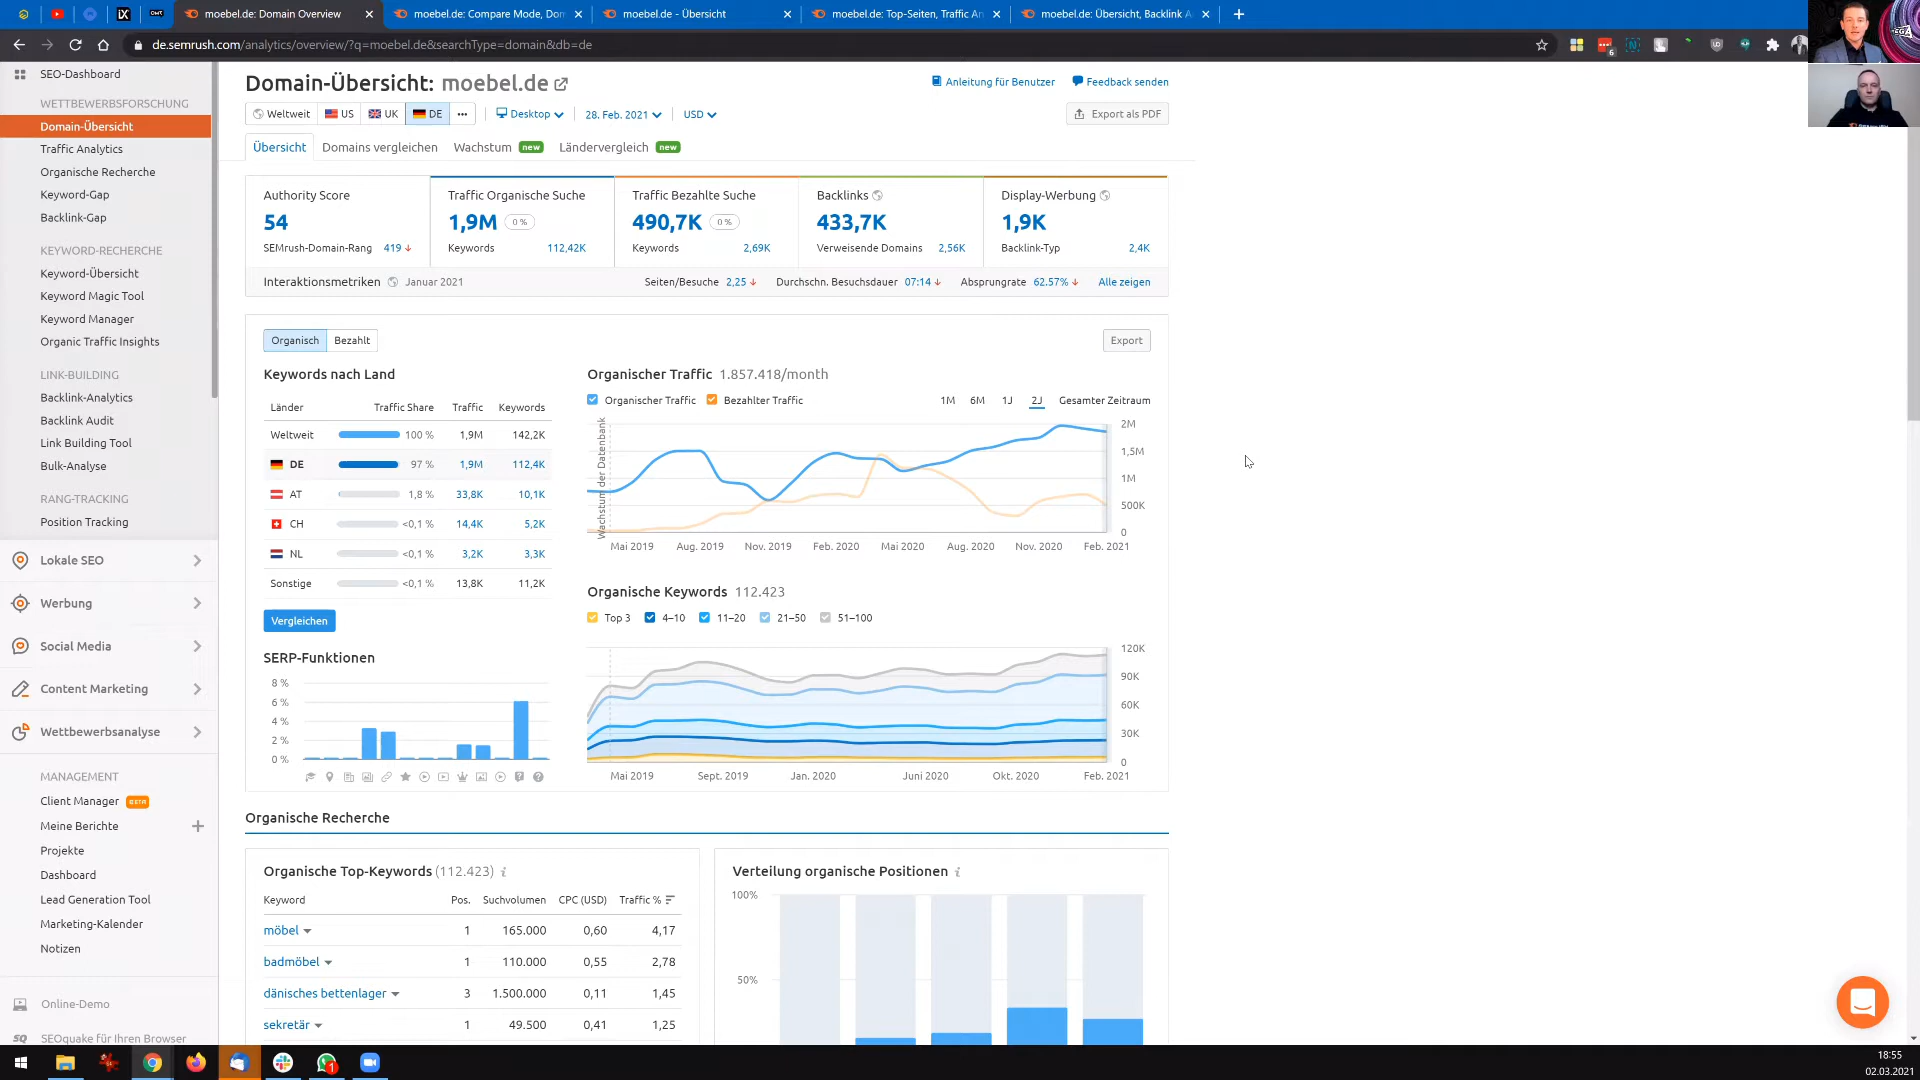 moebel.de: Domain Overview
moebel.de: Compare Mode, Dom
moebel.de - Übersicht
moebel.de: Top-Seiten, Traffic An
moebel.de: Übersicht, Backlink A
de.semrush.com/analytics/overview/?q=moebel.de&searchType=domain&db=de
SEO-Dashboard
WETTBEWERBSFORSCHUNG
Domain-Übersicht
Traffic Analytics
Organische Recherche
Keyword-Gap
Backlink-Gap
KEYWORD-RECHERCHE
Keyword-Übersicht
Keyword Magic Tool
Keyword Manager
Organic Traffic Insights
LINK-BUILDING
Backlink-Analytics
Backlink Audit
Link Building Tool
Bulk-Analyse
RANG-TRACKING
Position Tracking
Lokale SEO
Werbung
Social Media
Content Marketing
Wettbewerbsanalyse
MANAGEMENT
Client Manager BETA
Meine Berichte
Projekte
Dashboard
Lead Generation Tool
Marketing-Kalender
Notizen
Online-Demo
SEOquake für Ihren Browser
Domain-Übersicht: moebel.de
Anleitung für Benutzer Feedback senden
Weltweit US UK DE ... Desktop 28. Feb. 2021 USD
Export als PDF
Übersicht Domains vergleichen Wachstum new Ländervergleich new
Authority Score
54
SEMrush-Domain-Rang 419
Traffic Organische Suche
1,9M 0 %
Keywords 112,42K
Traffic Bezahlte Suche
490,7K 0 %
Keywords 2,69K
Backlinks
433,7K
Verweisende Domains 2,56K
Display-Werbung
1,9K
Backlink-Typ 2,4K
Interaktionsmetriken Januar 2021 Seiten/Besuche 2,25 Durchschn. Besuchsdauer 07:14 Absprungrate 62.57% Alle zeigen
Organisch Bezahlt
Export
Keywords nach Land
Länder Traffic Share Traffic Keywords
Weltweit 100 % 1,9M 142,2K
DE 97 % 1,9M 112,4K
AT 1,8 % 33,8K 10,1K
CH <0,1 % 14,4K 5,2K
NL <0,1 % 3,2K 3,3K
Sonstige <0,1 % 13,8K 11,2K
Vergleichen
SERP-Funktionen
8 %
6 %
4 %
2 %
0 %
Organischer Traffic 1.857.418/month
Organischer Traffic Bezahlter Traffic
1M 6M 1J 2J Gesamter Zeitraum
Wachstum der Datenbank
2M
1,5M
1M
500K
0
Mai 2019 Aug. 2019 Nov. 2019 Feb. 2020 Mai 2020 Aug. 2020 Nov. 2020 Feb. 2021
Organische Keywords 112.423
Top 3 4–10 11–20 21–50 51–100
120K
90K
60K
30K
0
Mai 2019 Sept. 2019 Jan. 2020 Juni 2020 Okt. 2020 Feb. 2021
Organische Recherche
Organische Top-Keywords (112.423)
Keyword Pos. Suchvolumen CPC (USD) Traffic %
möbel 1 165.000 0,60 4,17
badmöbel 1 110.000 0,55 2,78
dänisches bettenlager 3 1.500.000 0,11 1,45
sekretär 1 49.500 0,41 1,25
Verteilung organische Positionen
100%
50%
18:55
02.03.2021